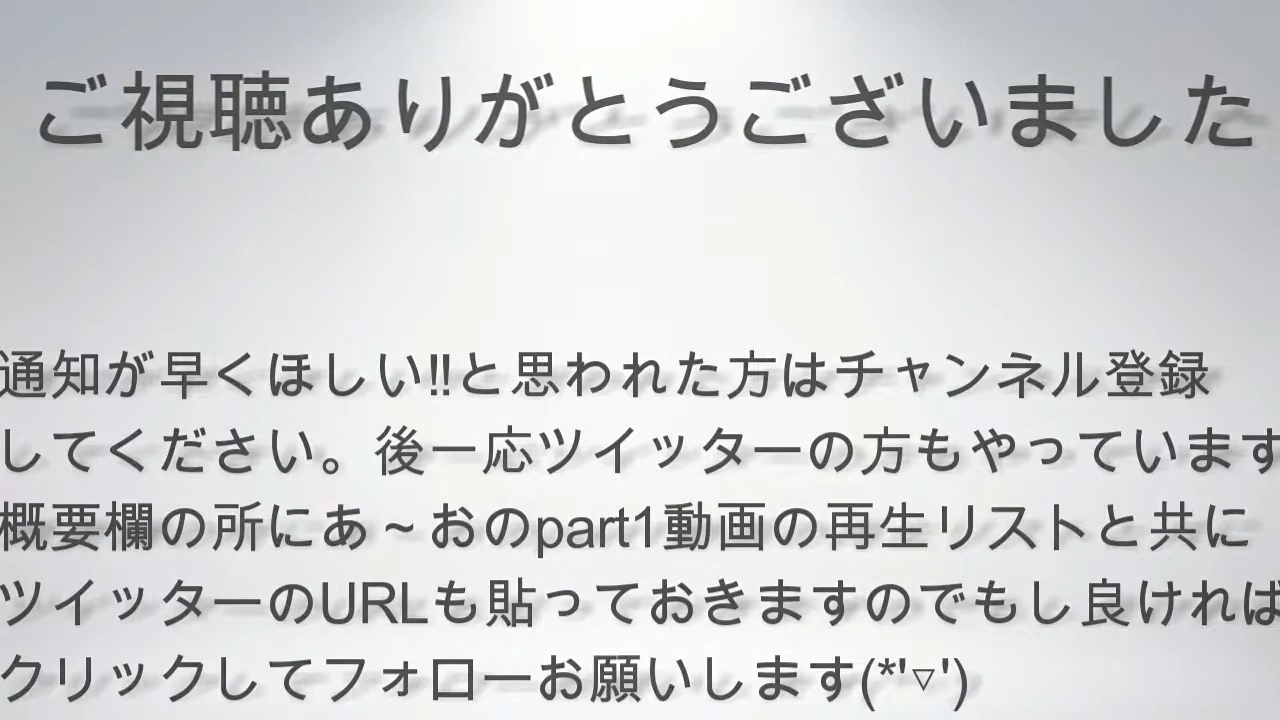 ご視聴ありがとうございました
通知が早くほしい!!と思われた方はチャンネル登録
してください。後一応ツイッターの方もやっています
概要欄の所にあ～おのpart1動画の再生リストと共に
ツイッターのURLも貼っておきますのでもし良ければ
クリックしてフォローお願いします(*'▽')